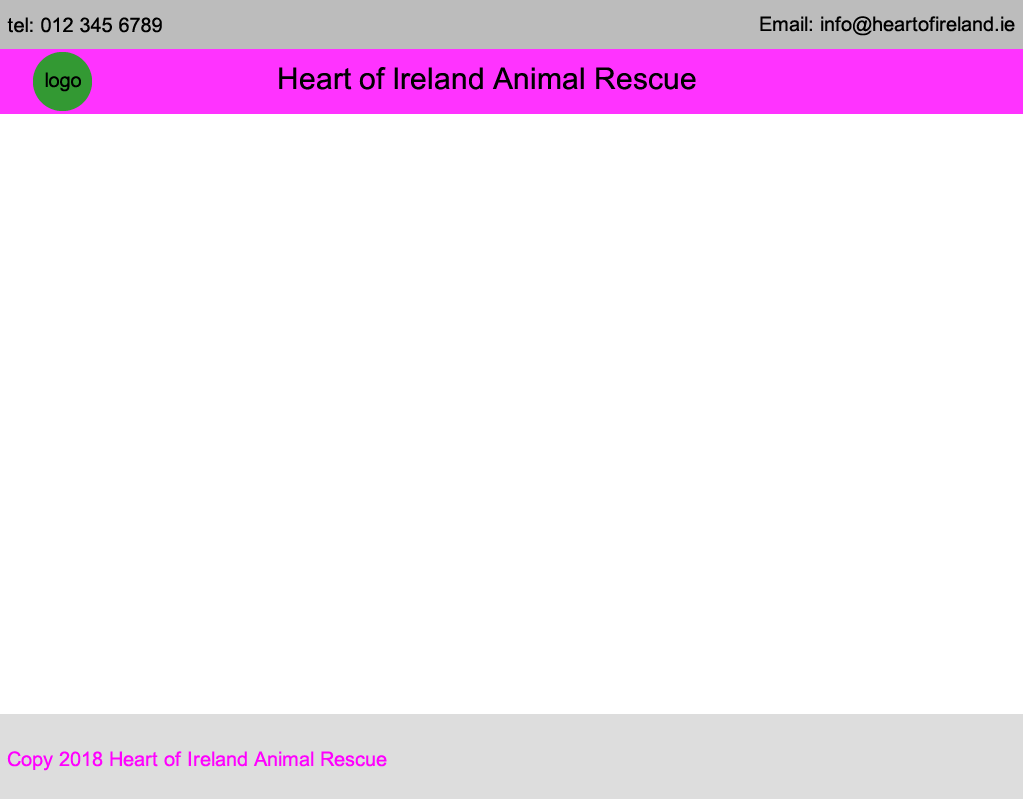 tel: 012 345 6789
Email: info@heartofireland.ie
logo
Heart of Ireland Animal Rescue
Copy 2018 Heart of Ireland Animal Rescue